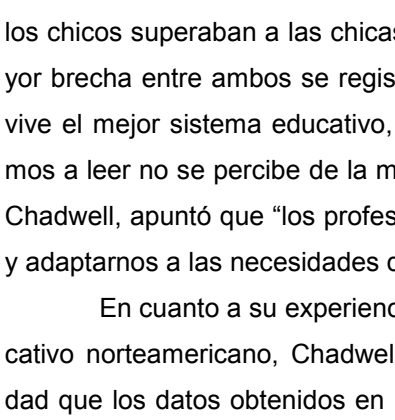 los chicos superaban a las chicas
yor brecha entre ambos se regis
vive el mejor sistema educativo,
mos a leer no se percibe de la m
Chadwell, apuntó que “los profes
y adaptarnos a las necesidades
En cuanto a su experienc
cativo norteamericano, Chadwel
dad que los datos obtenidos en